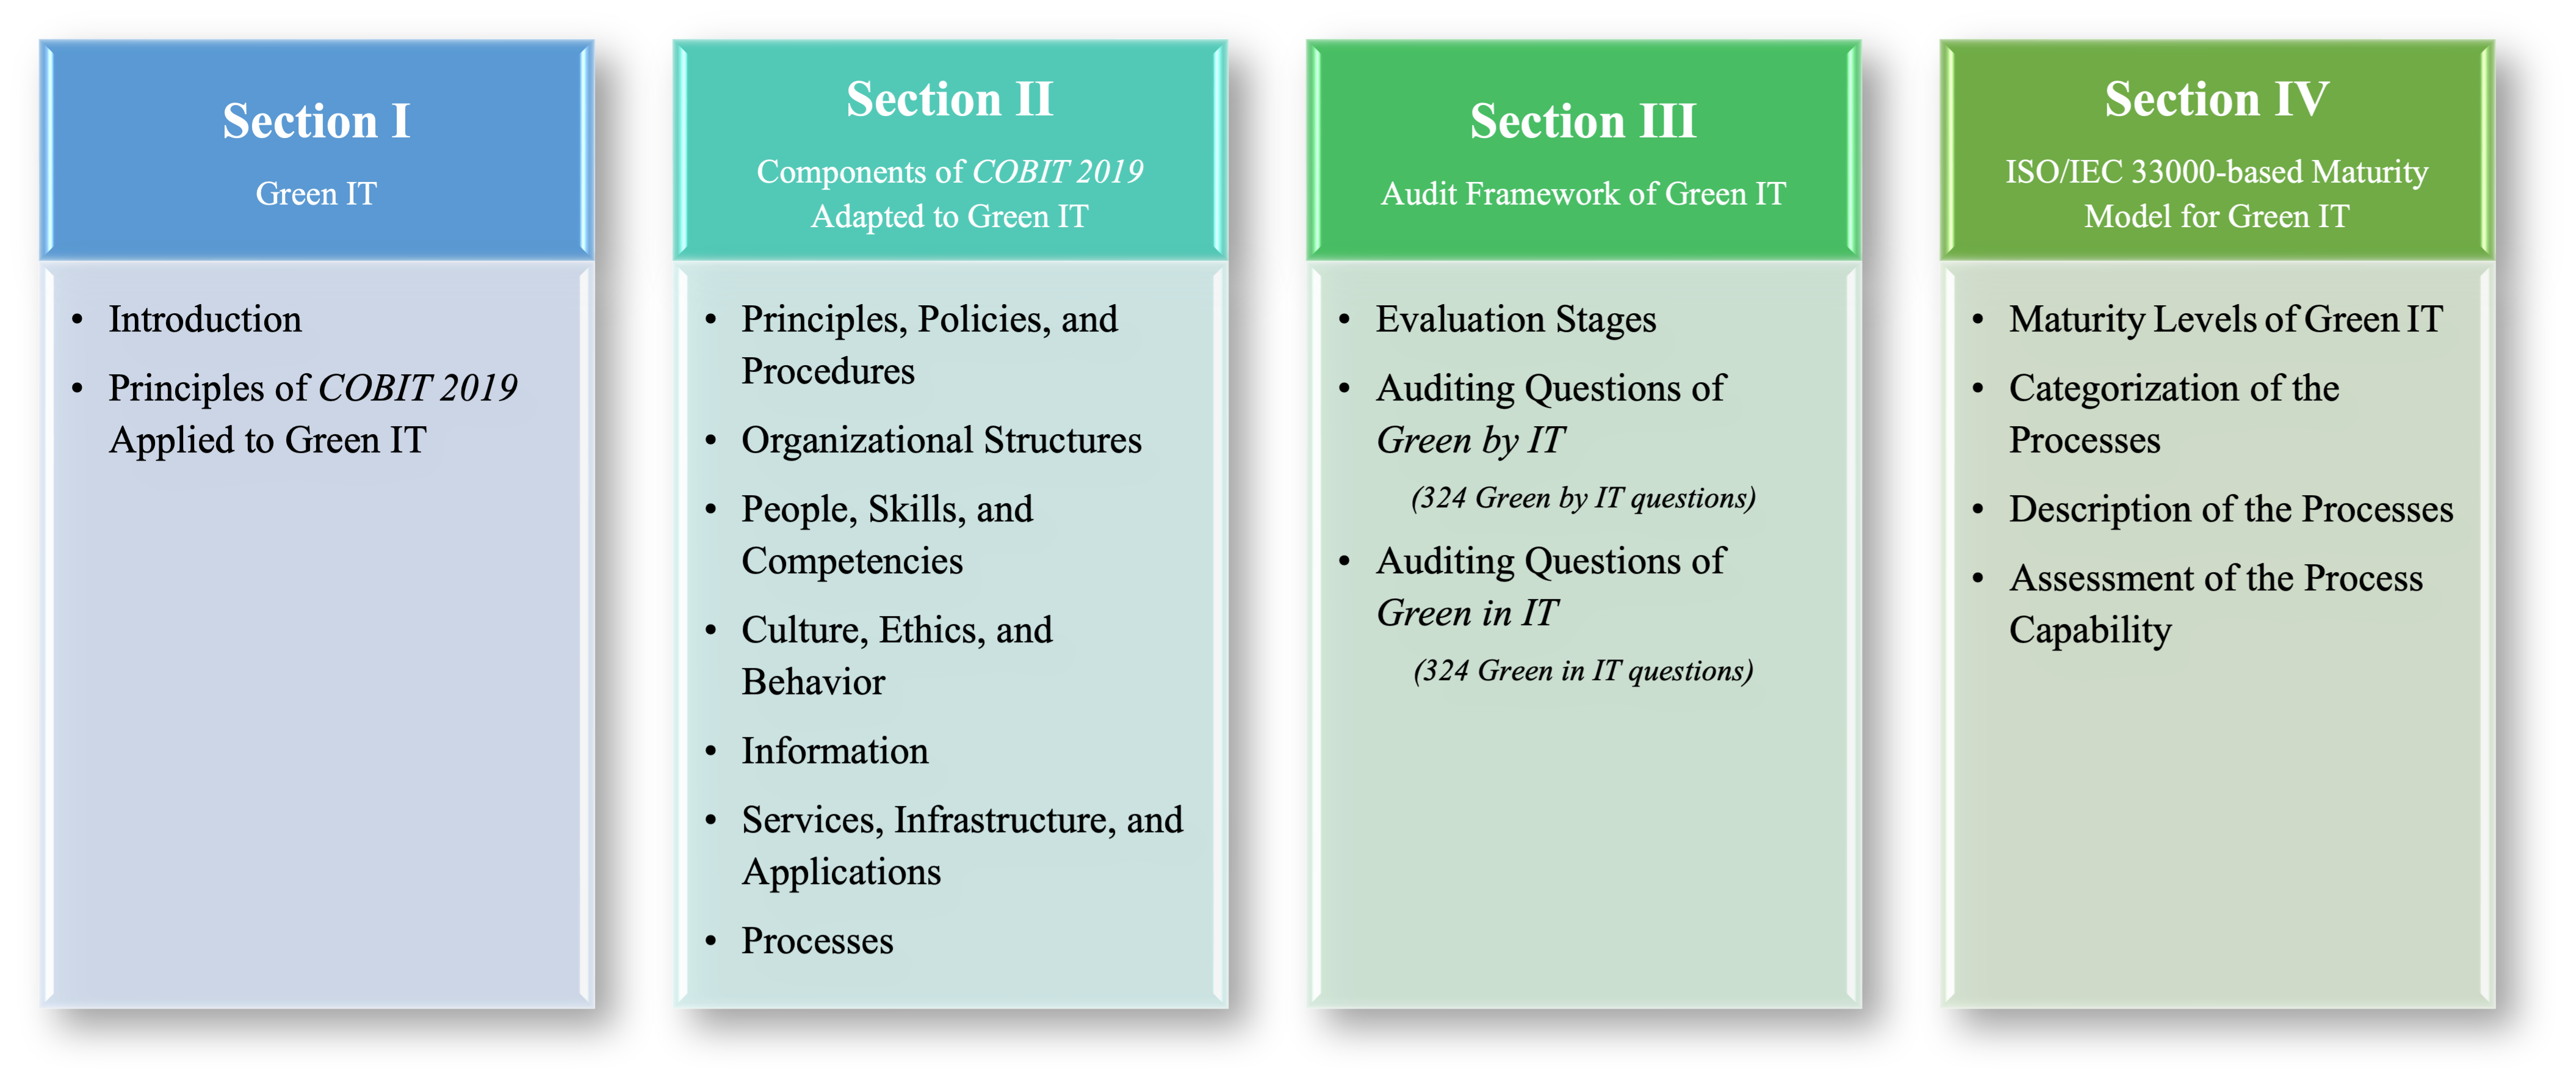 Section I
Green IT
• Introduction
• Principles of COBIT 2019
Applied to Green IT
Section II
Components of COBIT 2019
Adapted to Green IT
• Principles, Policies, and
Procedures
• Organizational Structures
• People, Skills, and
Competencies
• Culture, Ethics, and
Behavior
• Information
• Services, Infrastructure, and
Applications
• Processes
Section III
Audit Framework of Green IT
• Evaluation Stages
• Auditing Questions of
Green by IT
(324 Green by IT questions)
• Auditing Questions of
Green in IT
(324 Green in IT questions)
Section IV
ISO/IEC 33000-based Maturity
Model for Green IT
• Maturity Levels of Green IT
• Categorization of the
Processes
• Description of the Processes
• Assessment of the Process
Capability